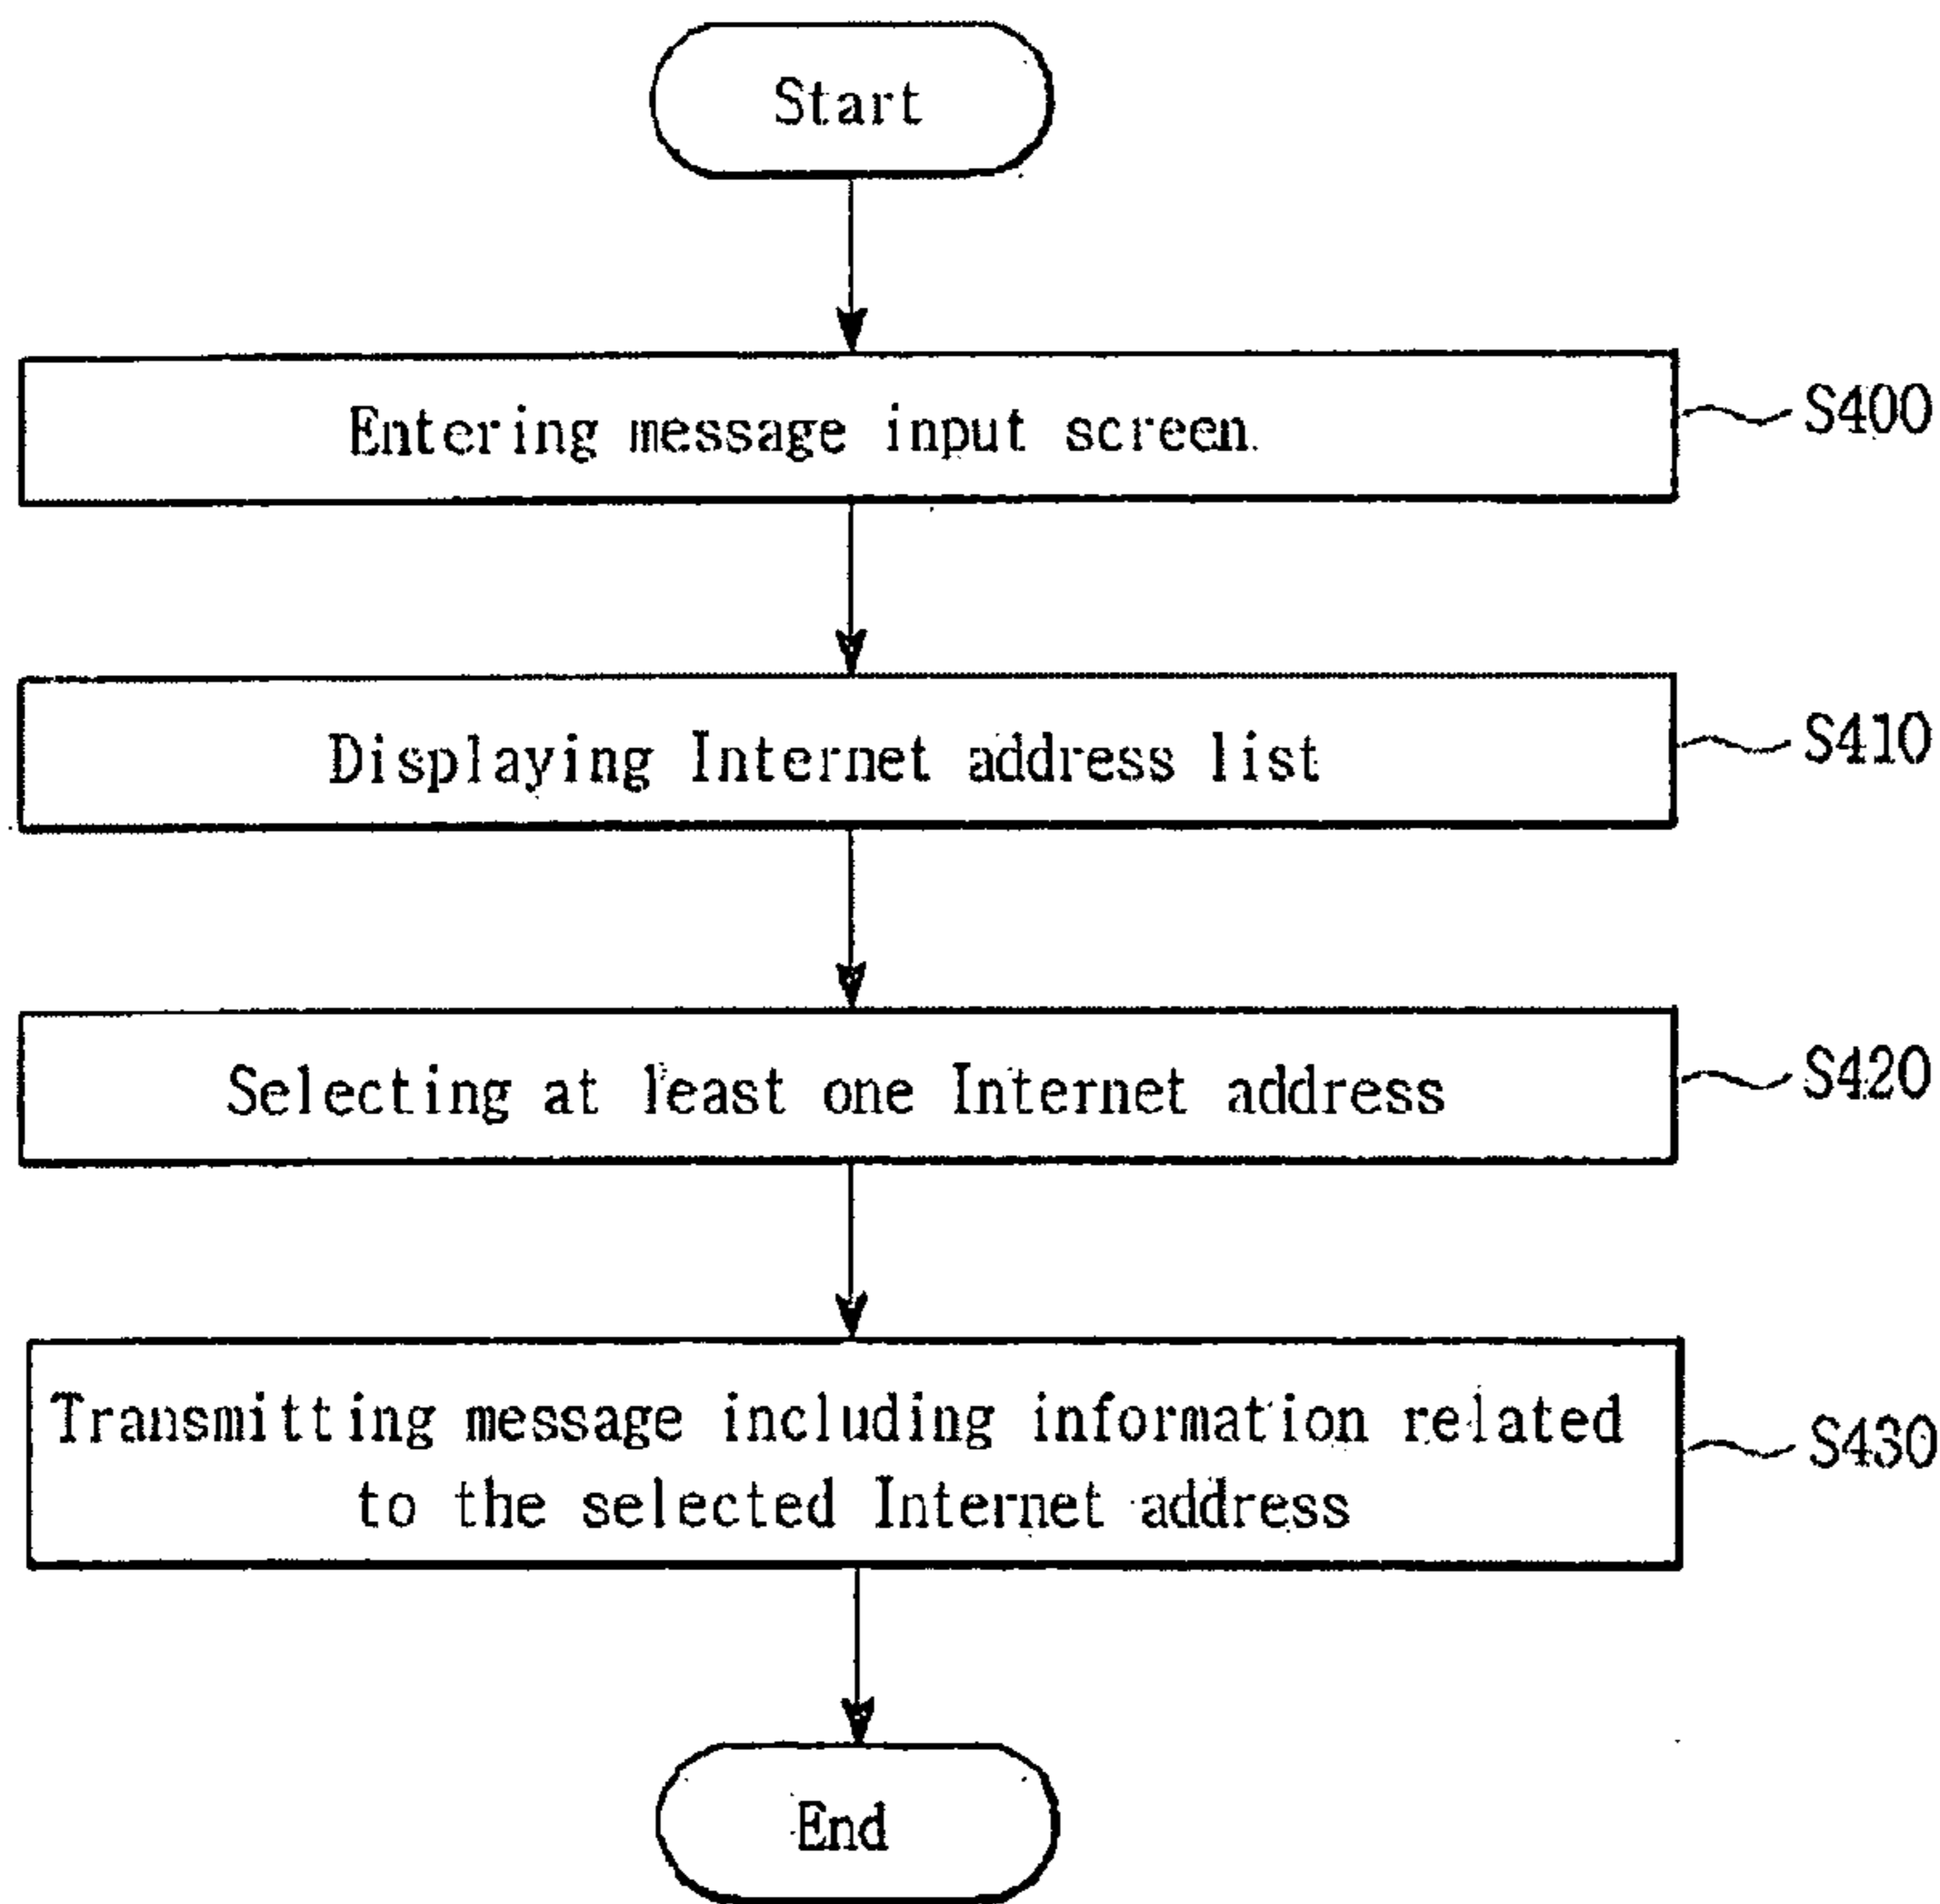 Start
Entering message input screen.
S400
Displaying Internet address list
S410
Selecting at least one Internet address
S420
Transmitting message including information related
to the selected Internet address
S430
End